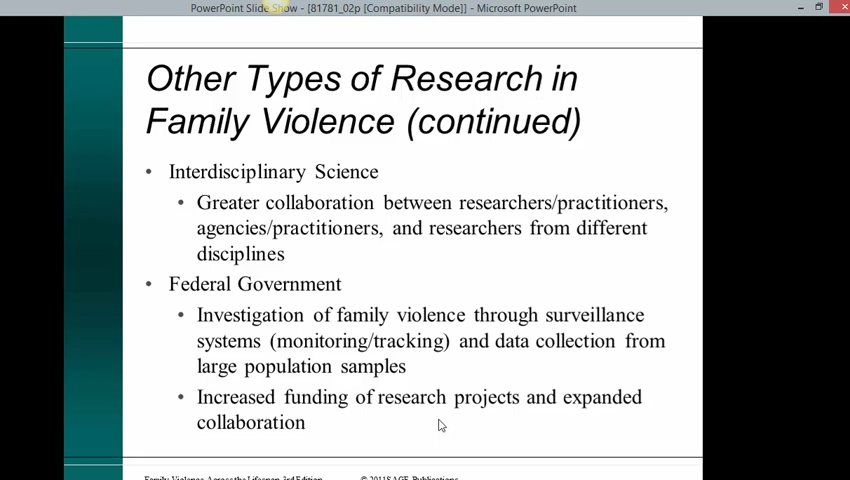 PowerPoint Slide Show - [81781_02p [Compatibility Mode]] - Microsoft PowerPoint
Other Types of Research in
Family Violence (continued)
• Interdisciplinary Science
• Greater collaboration between researchers/practitioners,
agencies/practitioners, and researchers from different
disciplines
• Federal Government
• Investigation of family violence through surveillance
systems (monitoring/tracking) and data collection from
large population samples
• Increased funding of research projects and expanded
collaboration
Family Violence Across the Lifespan 3rd Edition © 2011SAGE Publications